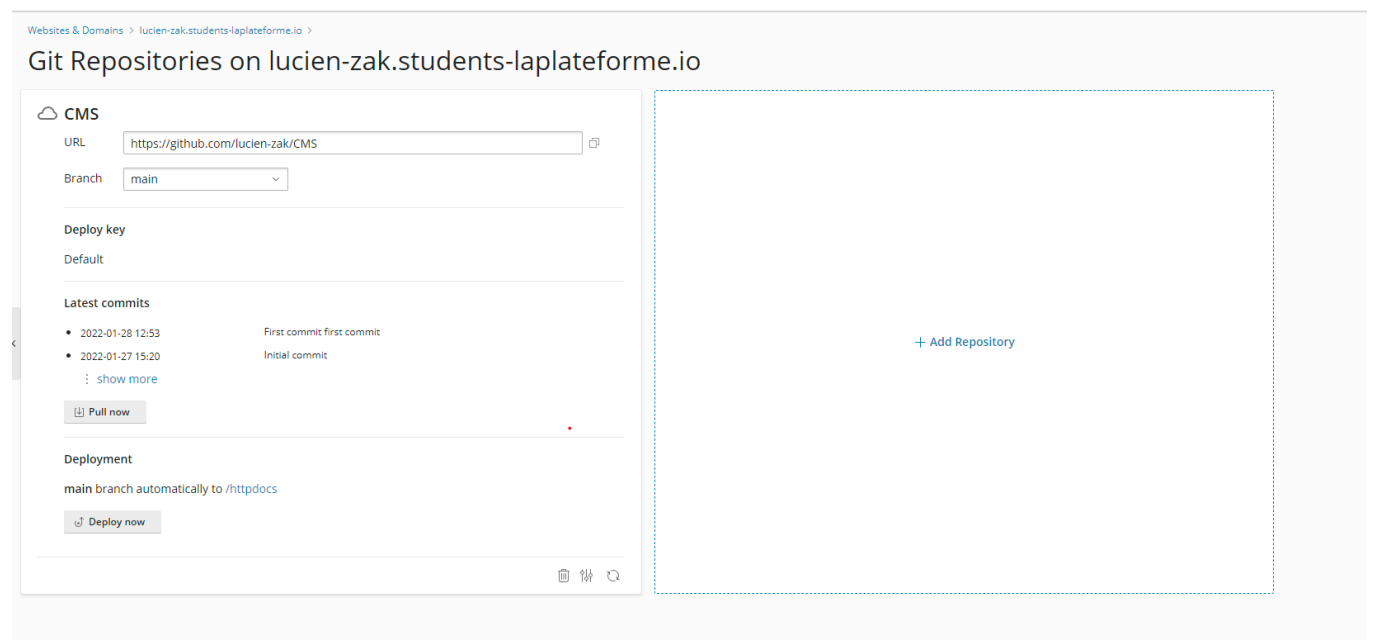 Websites & Domains > lucien-zak.students-laplateforme.io >
Git Repositories on lucien-zak.students-laplateforme.io
CMS
URL https://github.com/lucien-zak/CMS
Branch main
Deploy key
Default
Latest commits
2022-01-28 12:53 First commit first commit
2022-01-27 15:20 Initial commit
show more
Pull now
Deployment
main branch automatically to /httpdocs
Deploy now
+ Add Repository